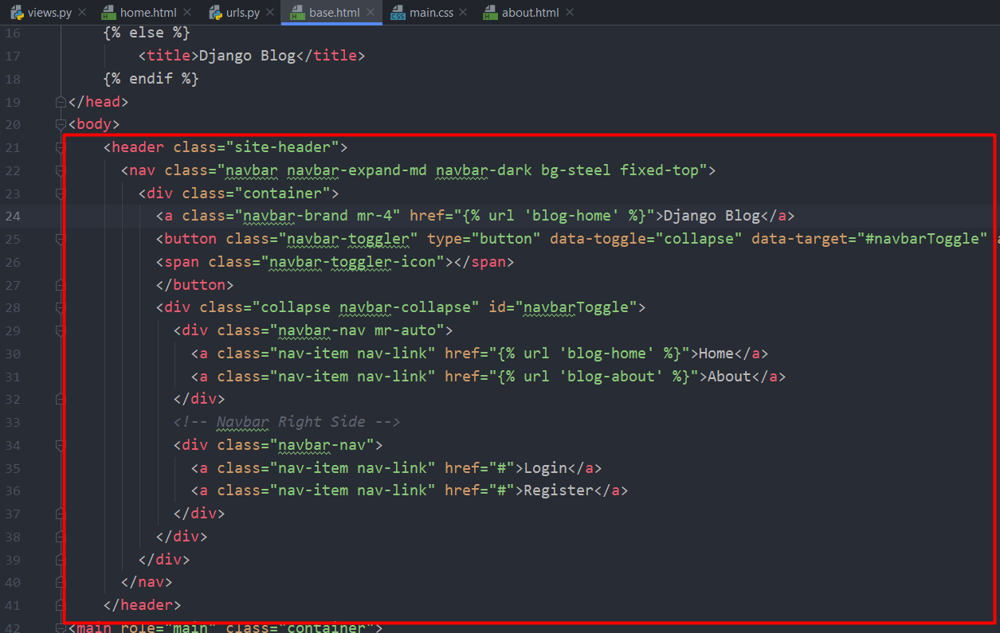 views.py home.html urls.py base.html main.css about.html
16 {% else %}
17 <title>Django Blog</title>
18 {% endif %}
19 </head>
20 <body>
21 <header class="site-header">
22 <nav class="navbar navbar-expand-md navbar-dark bg-steel fixed-top">
23 <div class="container">
24 <a class="navbar-brand mr-4" href="{% url 'blog-home' %}">Django Blog</a>
25 <button class="navbar-toggler" type="button" data-toggle="collapse" data-target="#navbarToggle"
26 <span class="navbar-toggler-icon"></span>
27 </button>
28 <div class="collapse navbar-collapse" id="navbarToggle">
29 <div class="navbar-nav mr-auto">
30 <a class="nav-item nav-link" href="{% url 'blog-home' %}">Home</a>
31 <a class="nav-item nav-link" href="{% url 'blog-about' %}">About</a>
32 </div>
33 <!-- Navbar Right Side -->
34 <div class="navbar-nav">
35 <a class="nav-item nav-link" href="#">Login</a>
36 <a class="nav-item nav-link" href="#">Register</a>
37 </div>
38 </div>
39 </div>
40 </nav>
41 </header>
42 <main role="main" class="container">